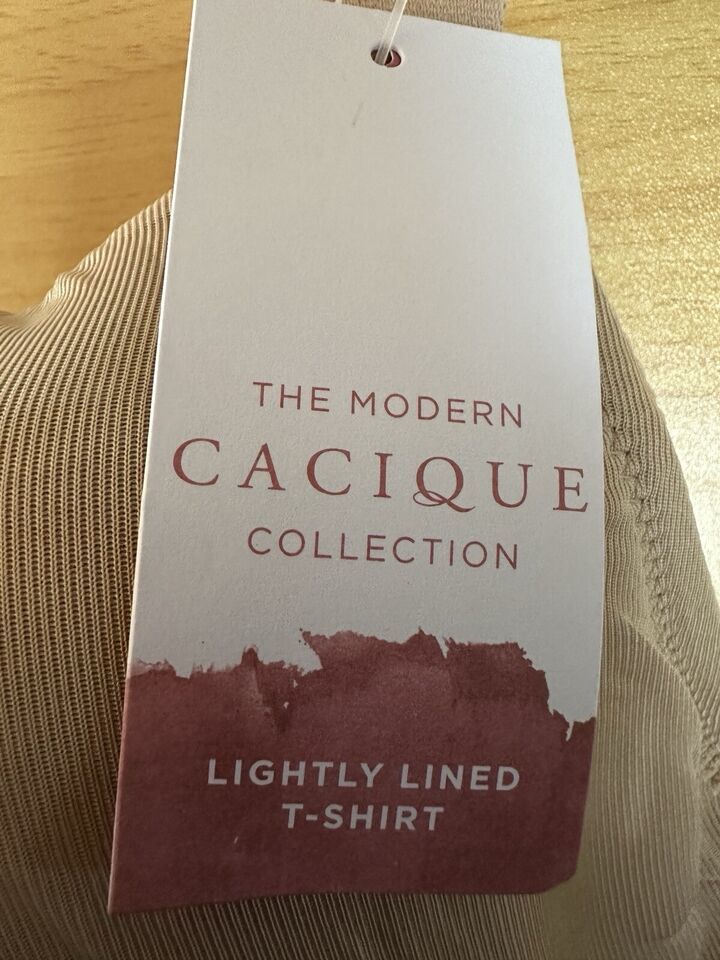 THE MODERN
CACIQUE
COLLECTION
LIGHTLY LINED
T-SHIRT